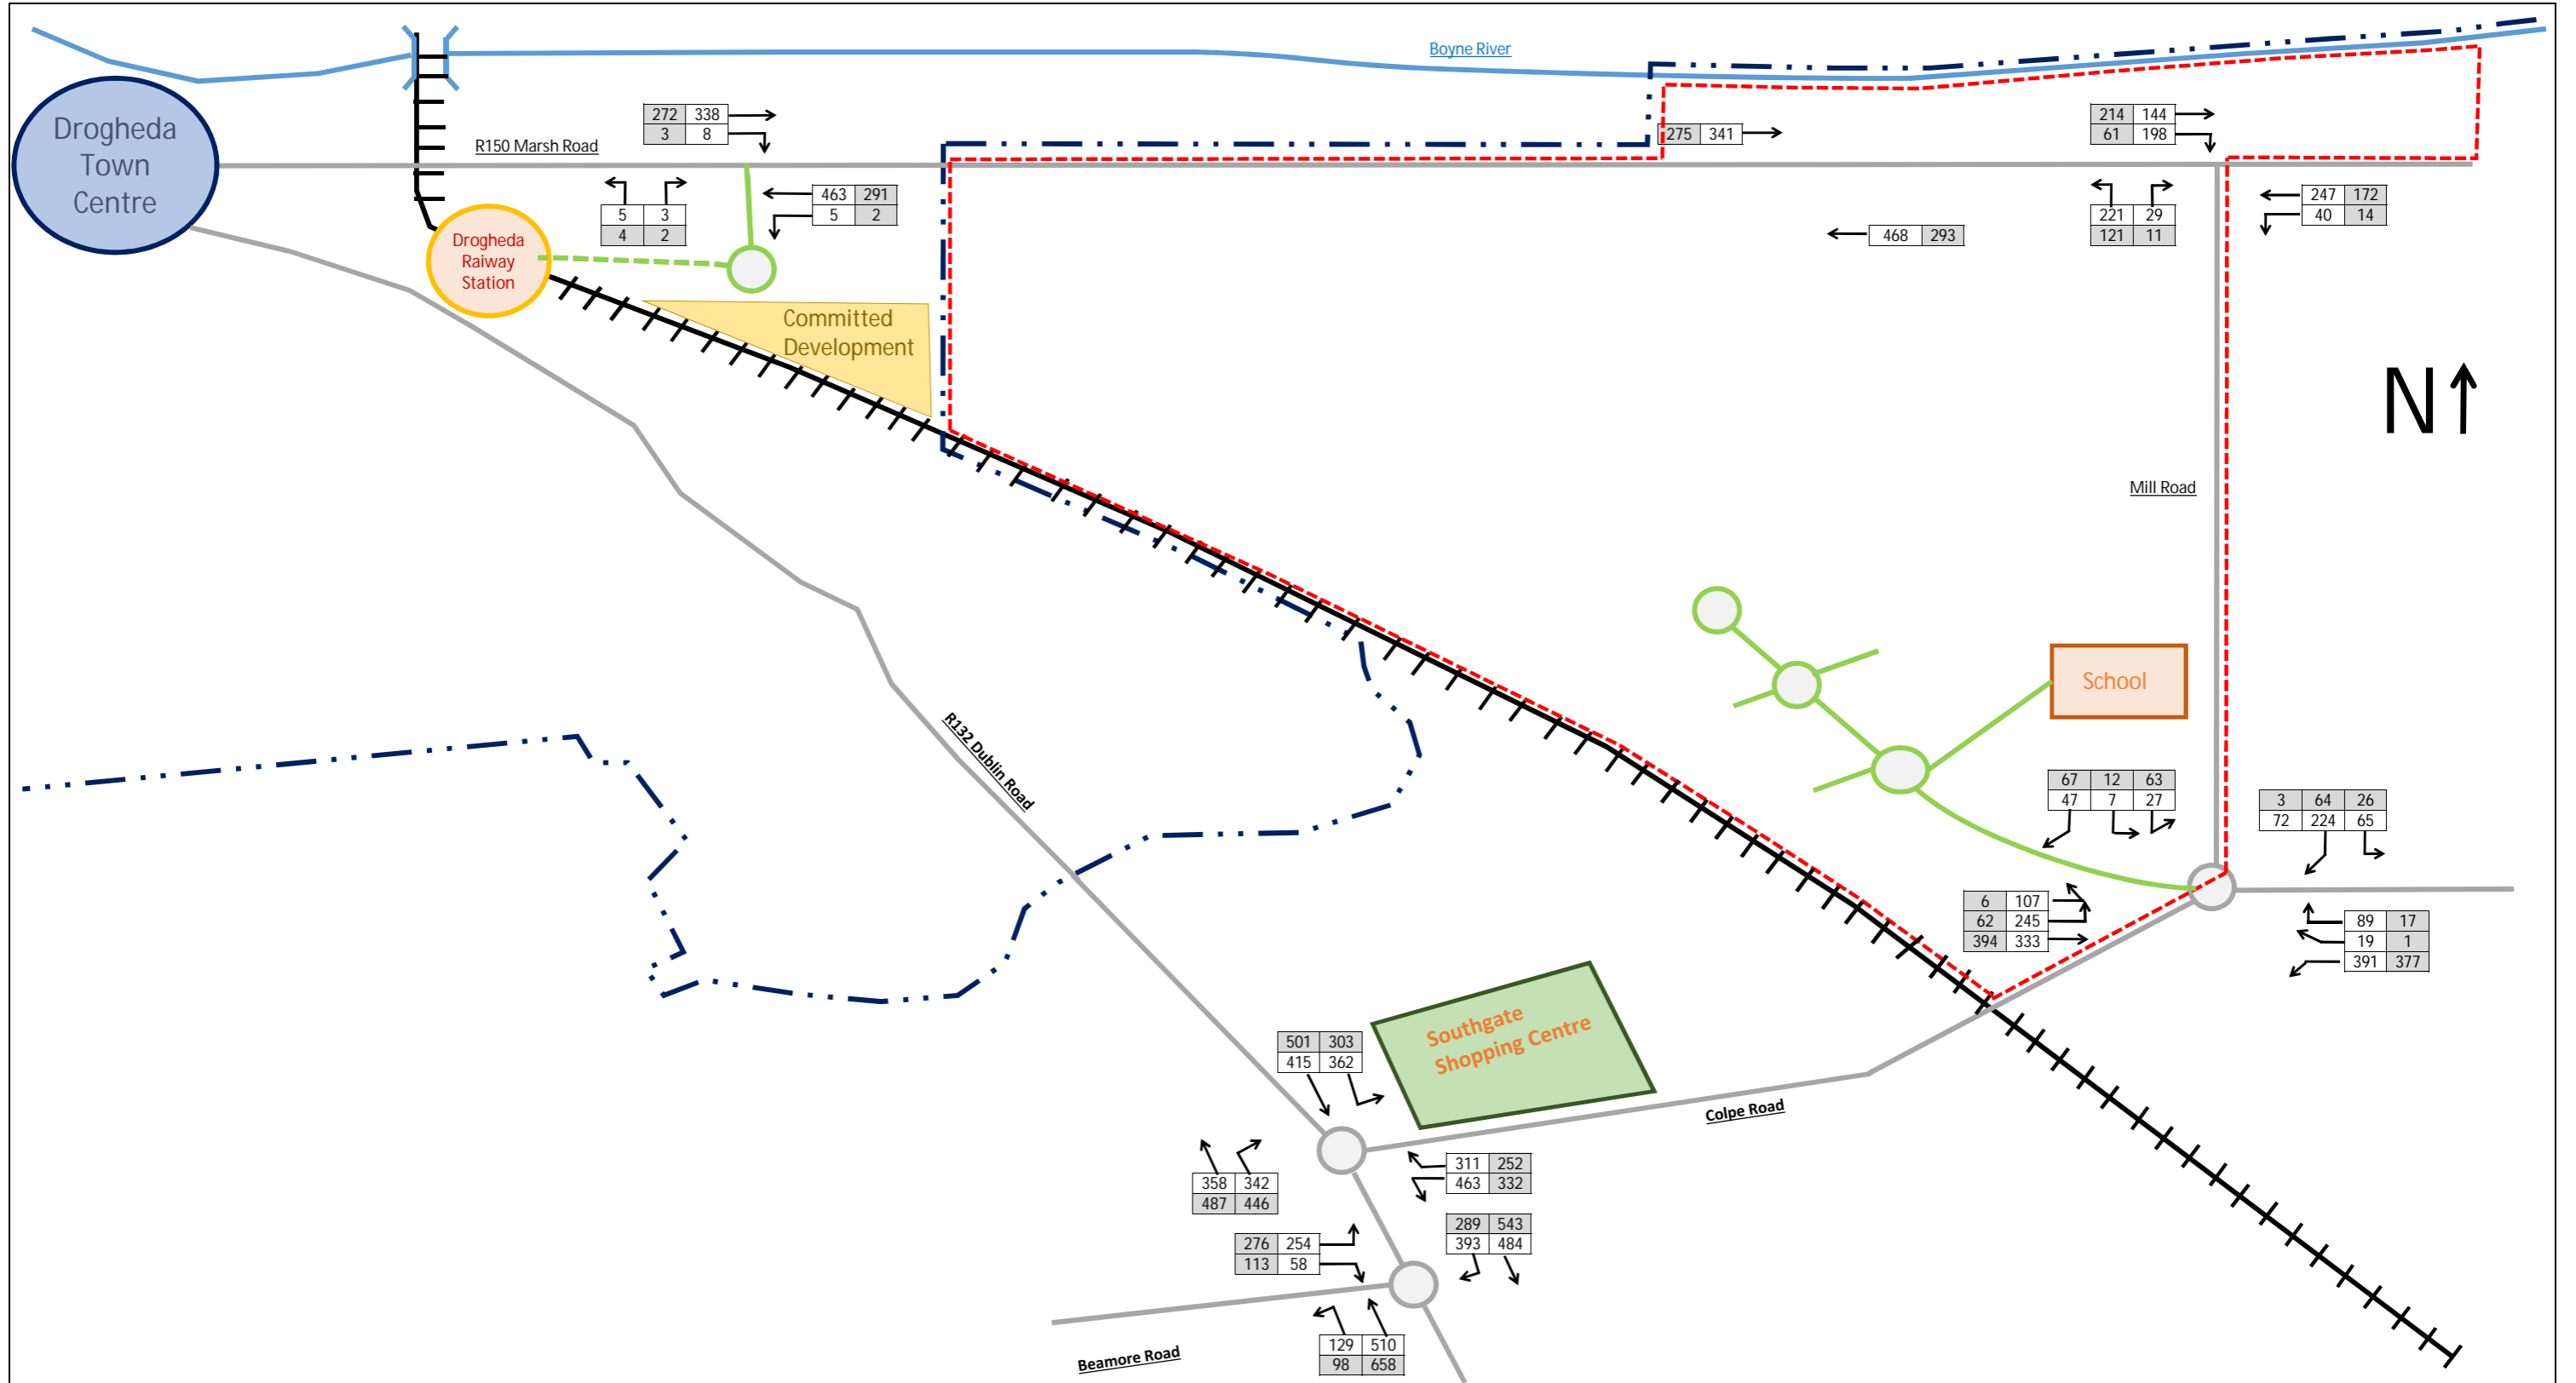 Boyne River
Drogheda
Town
Centre
272 338
3 8
R150 Marsh Road
275 341
214 144
61 198
5 3
4 2
463 291
5 2
468 293
221 29
121 11
247 172
40 14
Drogheda
Raiway
Station
Committed
Development
N
Mill Road
School
R132 Dublin Road
67 12 63
47 7 27
3 64 26
72 224 65
6 107
62 245
394 333
89 17
19 1
391 377
Southgate
Shopping Centre
501 303
415 362
Colpe Road
358 342
487 446
311 252
463 332
276 254
113 58
289 543
393 484
129 510
98 658
Beamore Road